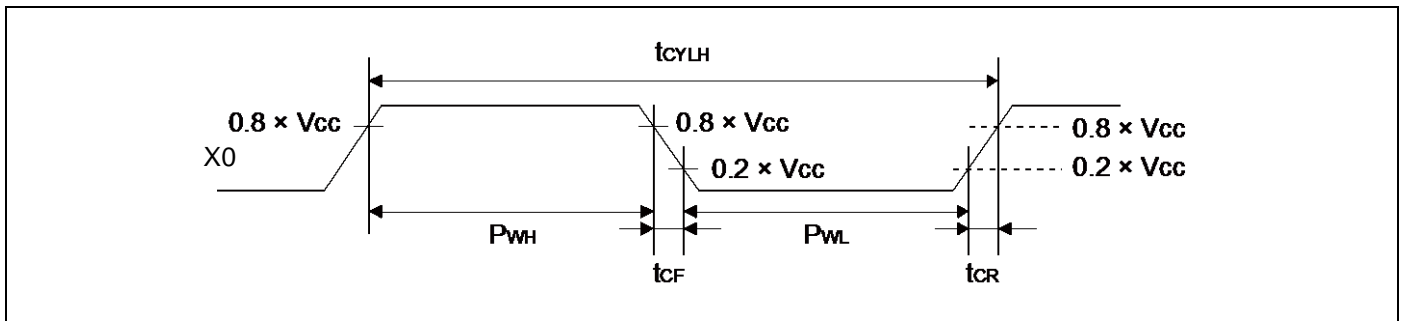 tCYLH
0.8 × Vcc
0.8 × Vcc
0.8 × Vcc
X0
0.2 × Vcc
0.2 × Vcc
PWH
PWL
tCF
tCR